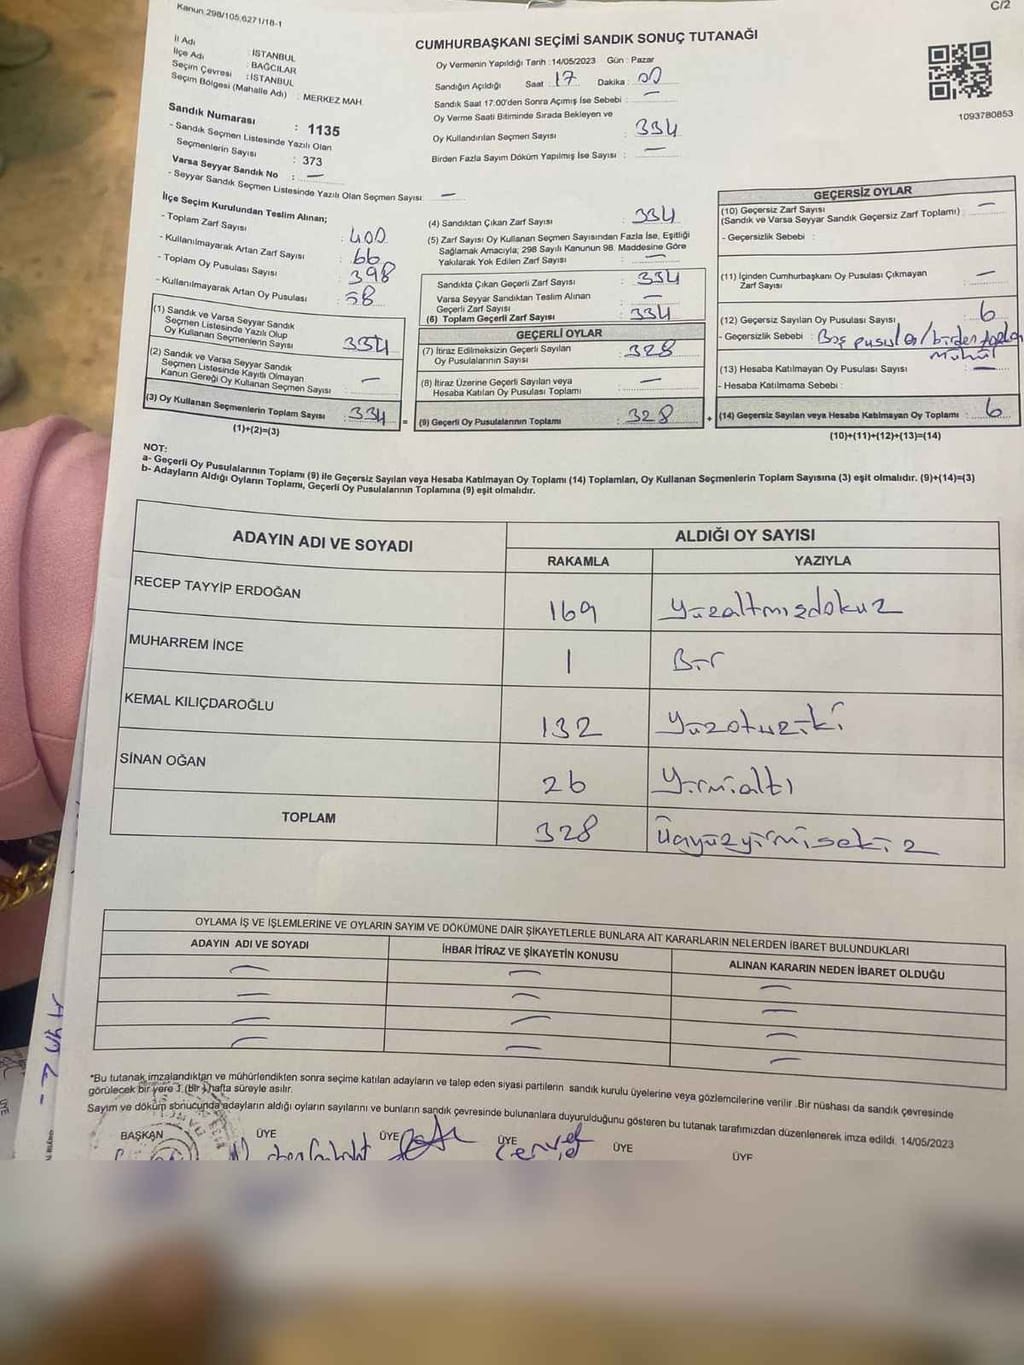 Kanun.298/105,6271/18-1
C/2
CUMHURBAŞKANI SEÇİMİ SANDIK SONUÇ TUTANAĞI
İl Adı : İSTANBUL
İlçe Adı : BAĞCILAR
Seçim Çevresi : İSTANBUL
Seçim Bölgesi (Mahalle Adı) : MERKEZ MAH.
Sandık Numarası : 1135
- Sandık Seçmen Listesinde Yazılı Olan
Seçmenlerin Sayısı : 373
Varsa Seyyar Sandık No : —
- Seyyar Sandık Seçmen Listesinde Yazılı Olan Seçmen Sayısı: —
Oy Vermenin Yapıldığı Tarih :14/05/2023 Gün : Pazar
Sandığın Açıldığı Saat : 17 Dakika : 00
Sandık Saat 17.00'den Sonra Açılmış İse Sebebi : —
Oy Verme Saati Bitiminde Sırada Bekleyen ve
Oy Kullandırılan Seçmen Sayısı : 334
Birden Fazla Sayım Döküm Yapılmış İse Sayısı : —
1093780853
İlçe Seçim Kurulundan Teslim Alınan;
- Toplam Zarf Sayısı : 400
- Kullanılmayarak Artan Zarf Sayısı : 66
- Toplam Oy Pusulası Sayısı : 398
- Kullanılmayarak Artan Oy Pusulası : 58
(1) Sandık ve Varsa Seyyar Sandık
Seçmen Listesinde Yazılı Olup
Oy Kullanan Seçmenlerin Sayısı : 334
(2) Sandık ve Varsa Seyyar Sandık
Seçmen Listesinde Kayıtlı Olmayan
Kanun Gereği Oy Kullanan Seçmen Sayısı : —
(3) Oy Kullanan Seçmenlerin Toplam Sayısı : 334
(1)+(2)=(3)
(4) Sandıktan Çıkan Zarf Sayısı : 334
(5) Zarf Sayısı Oy Kullanan Seçmen Sayısından Fazla İse, Eşitliği
Sağlamak Amacıyla; 298 Sayılı Kanunun 98. Maddesine Göre
Yakılarak Yok Edilen Zarf Sayısı : —
Sandıkta Çıkan Geçerli Zarf Sayısı : 334
Varsa Seyyar Sandıktan Teslim Alınan
Geçerli Zarf Sayısı : —
(6) Toplam Geçerli Zarf Sayısı : 334
GEÇERLİ OYLAR
(7) İtiraz Edilmeksizin Geçerli Sayılan
Oy Pusulalarının Sayısı : 328
(8) İtiraz Üzerine Geçerli Sayılan veya
Hesaba Katılan Oy Pusulası Toplamı : —
= (9) Geçerli Oy Pusulalarının Toplamı : 328 +
GEÇERSİZ OYLAR
(10) Geçersiz Zarf Sayısı
(Sandık ve Varsa Seyyar Sandık Geçersiz Zarf Toplamı) : —
- Geçersizlik Sebebi :
(11) İçinden Cumhurbaşkanı Oy Pusulası Çıkmayan
Zarf Sayısı : —
(12) Geçersiz Sayılan Oy Pusulası Sayısı : 6
- Geçersizlik Sebebi : Boş pusulas/birden fazla
mühür
(13) Hesaba Katılmayan Oy Pusulası Sayısı : —
- Hesaba Katılmama Sebebi :
(14) Geçersiz Sayılan veya Hesaba Katılmayan Oy Toplamı : 6
(10)+(11)+(12)+(13)=(14)
NOT:
a- Geçerli Oy Pusulalarının Toplamı (9) ile Geçersiz Sayılan veya Hesaba Katılmayan Oy Toplamı (14) Toplamları, Oy Kullanan Seçmenlerin Toplam Sayısına (3) eşit olmalıdır. (9)+(14)=(3)
b- Adayların Aldığı Oyların Toplamı, Geçerli Oy Pusulalarının Toplamına (9) eşit olmalıdır.
ADAYIN ADI VE SOYADI
ALDIĞI OY SAYISI
RAKAMLA YAZIYLA
RECEP TAYYİP ERDOĞAN 169 Yüzaltmışdokuz
MUHARREM İNCE 1 Bir
KEMAL KILIÇDAROĞLU 132 Yüzotuziki
SİNAN OĞAN 26 Yirmialtı
TOPLAM 328 Üçyüzyirmisekiz
OYLAMA İŞ VE İŞLEMLERİNE VE OYLARIN SAYIM VE DÖKÜMÜNE DAİR ŞİKAYETLERLE BUNLARA AİT KARARLARIN NELERDEN İBARET BULUNDUKLARI
ADAYIN ADI VE SOYADI İHBAR İTİRAZ VE ŞİKAYETİN KONUSU ALINAN KARARIN NEDEN İBARET OLDUĞU
— — —
— — —
— — —
— — —
*Bu tutanak imzalandıktan ve mühürlendikten sonra seçime katılan adayların ve talep eden siyasi partilerin sandık kurulu üyelerine veya gözlemcilerine verilir .Bir nüshası da sandık çevresinde
görülecek bir yere 1 (Bir) hafta süreyle asılır.
Sayım ve döküm sonucunda adayların aldığı oyların sayılarını ve bunların sandık çevresinde bulunanlara duyurulduğunu gösteren bu tutanak tarafımızdan düzenlenerek imza edildi. 14/05/2023
BAŞKAN ÜYE ÜYE ÜYE ÜYE ÜYE